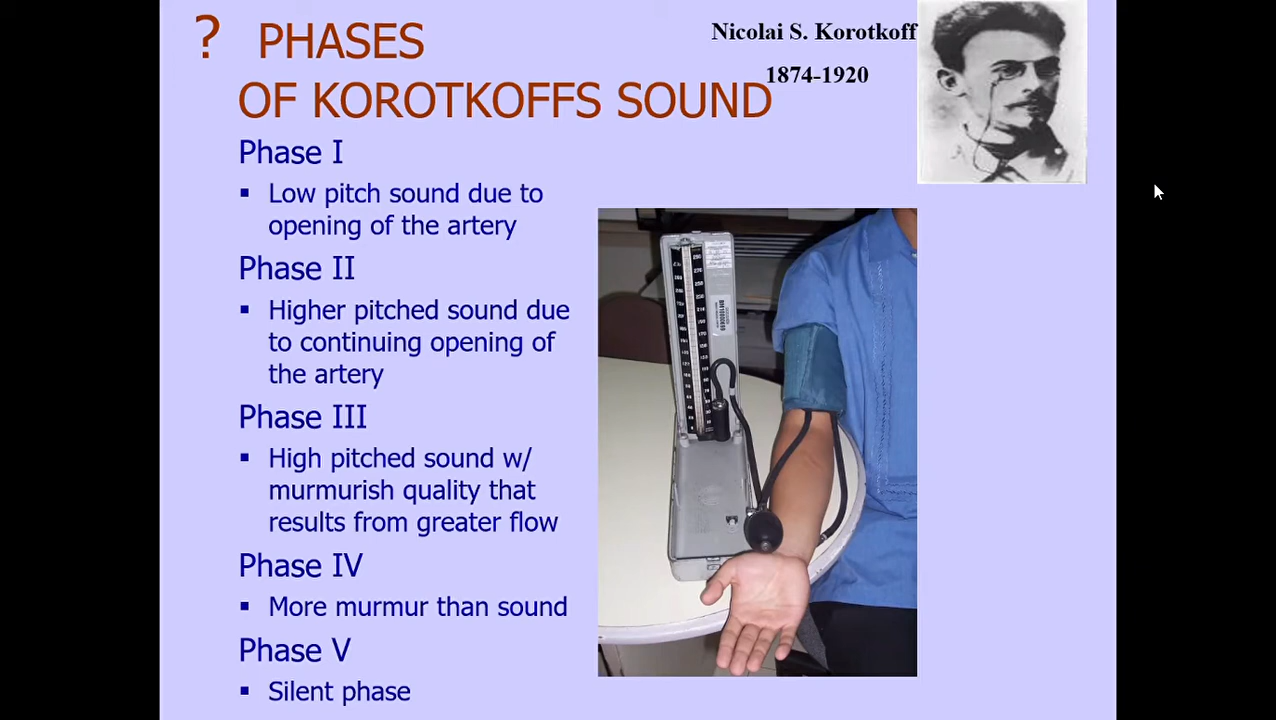 ? PHASES
OF KOROTKOFFS SOUND
Nicolai S. Korotkoff
1874-1920
Phase I
▪ Low pitch sound due to
opening of the artery
Phase II
▪ Higher pitched sound due
to continuing opening of
the artery
Phase III
▪ High pitched sound w/
murmurish quality that
results from greater flow
Phase IV
▪ More murmur than sound
Phase V
▪ Silent phase